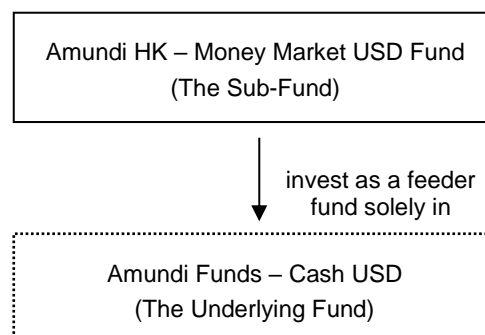 Amundi HK – Money Market USD Fund
(The Sub-Fund)
invest as a feeder
fund solely in
Amundi Funds – Cash USD
(The Underlying Fund)